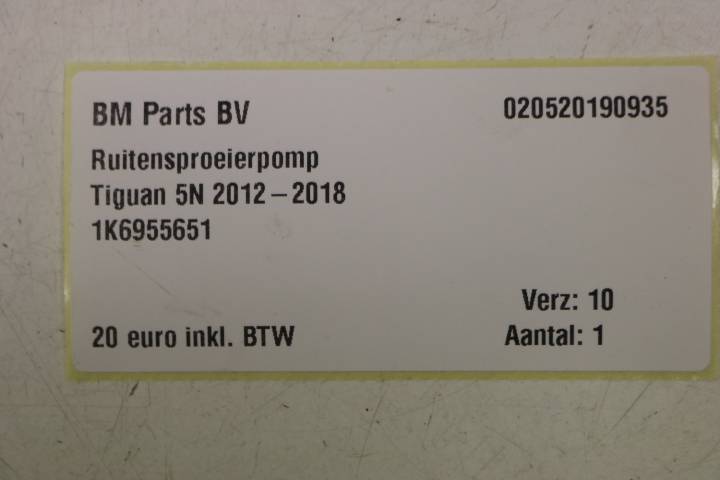 BM Parts BV 020520190935
Ruitensproeierpomp
Tiguan 5N 2012 – 2018
1K6955651
Verz: 10
20 euro inkl. BTW Aantal: 1